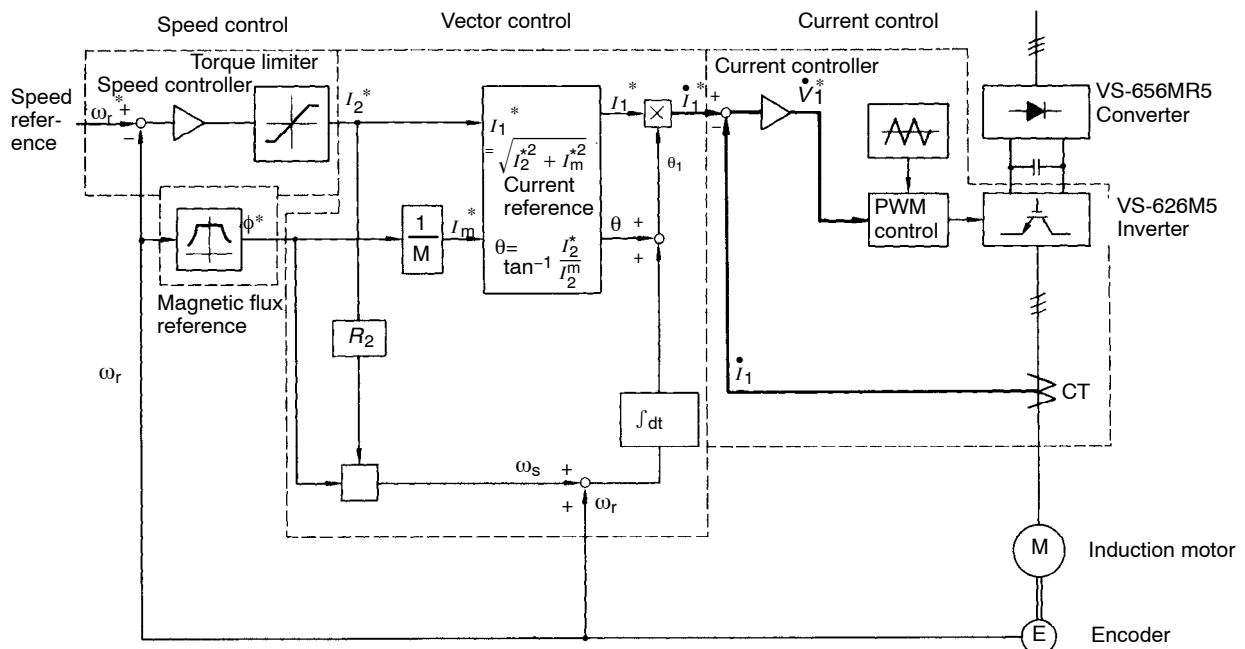 Speed control
Vector control
Current control
Torque limiter
Speed controller
Current controller
Speed
refer-
ence
ωr* +
−
I2*
I1*
= √I2*2 + Im*2
Current
reference
θ=
tan−1 I2*/I2m
I1*
×
İ1*
+
−
V̇1*
VS-656MR5
Converter
θ1
PWM
control
VS-626M5
Inverter
ϕ*
1/M
Im*
θ
+
+
Magnetic flux
reference
R2
ωr
İ1
CT
∫dt
ωs
+
+
ωr
M
Induction motor
E
Encoder